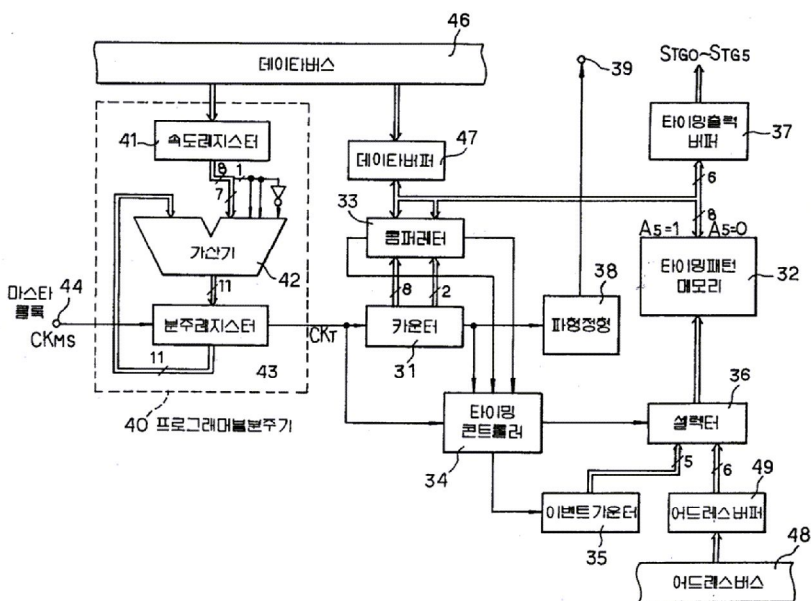 46
데이타버스
39
STG0~STG5
타이밍출력
버퍼
37
41
속도레지스터
데이타버퍼
47
8
1
7
6
8
33
콤퍼레터
A5=1
A5=0
타이밍패턴
메모리
32
가산기
42
11
8
2
38
마스타
클록
44
CKMS
분주레지스터
CKT
카운터
31
파형정형
11
43
36
타이밍
콘트롤러
34
셀렉터
40 프로그래머블분주기
5
6
49
이벤트카운터
35
어드레스버퍼
48
어드레스버스